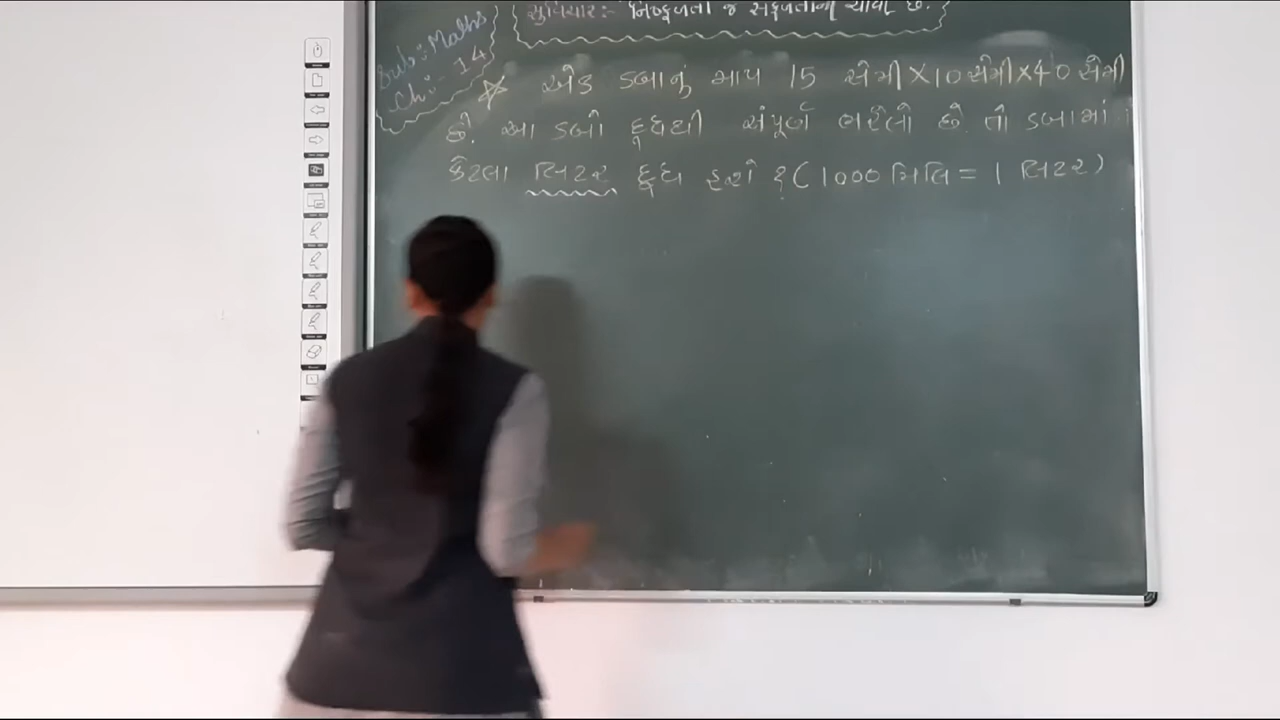 સુવિચાર:- નિષ્ફળતા જ સફળતાની ચાવી છે.
Sub:- Maths
Ch:- 14
એક ડબાનું માપ 15 સેમી × 10 સેમી × 40 સેમી
છે. આ ડબો દૂધથી સંપૂર્ણ ભરેલો છે. તો ડબામાં
કેટલા લિટર દૂધ હશે ? ( 1000 મિલિ = 1 લિટર )